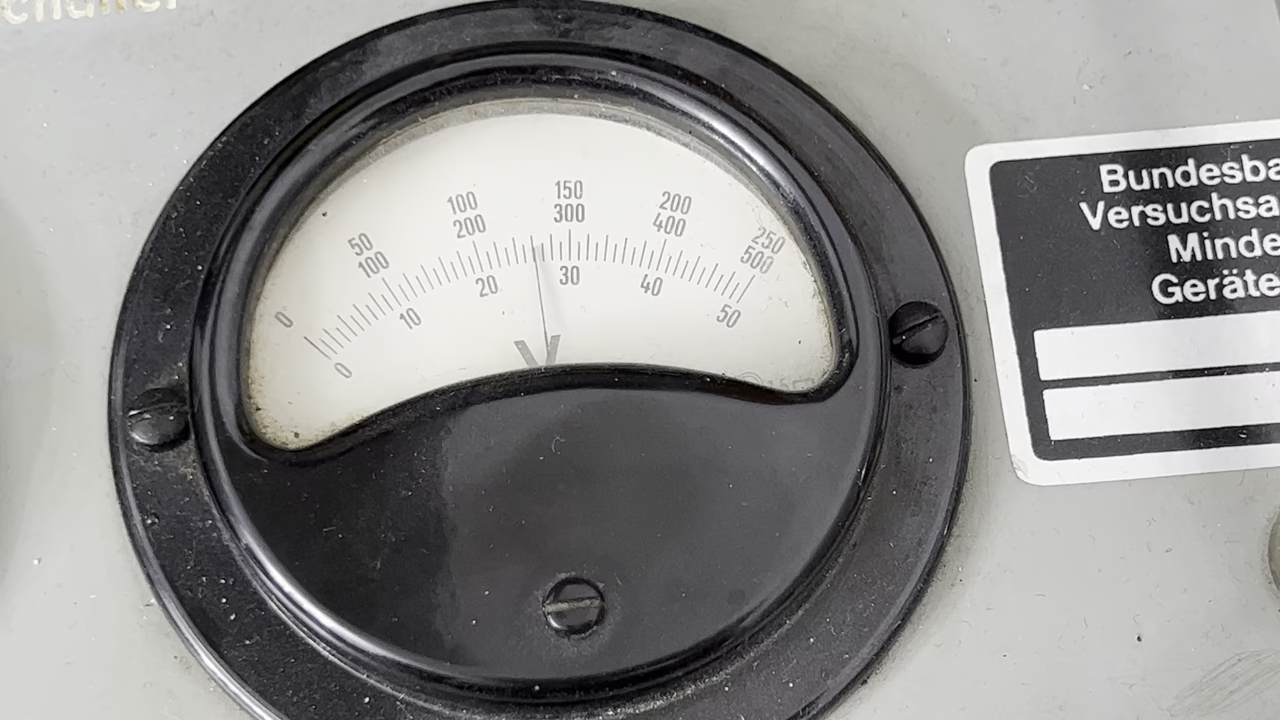 0 50 100 150 200 250
100 200 300 400 500
0 10 20 30 40 50
V
Bundesba
Versuchsa
Minde
Geräte